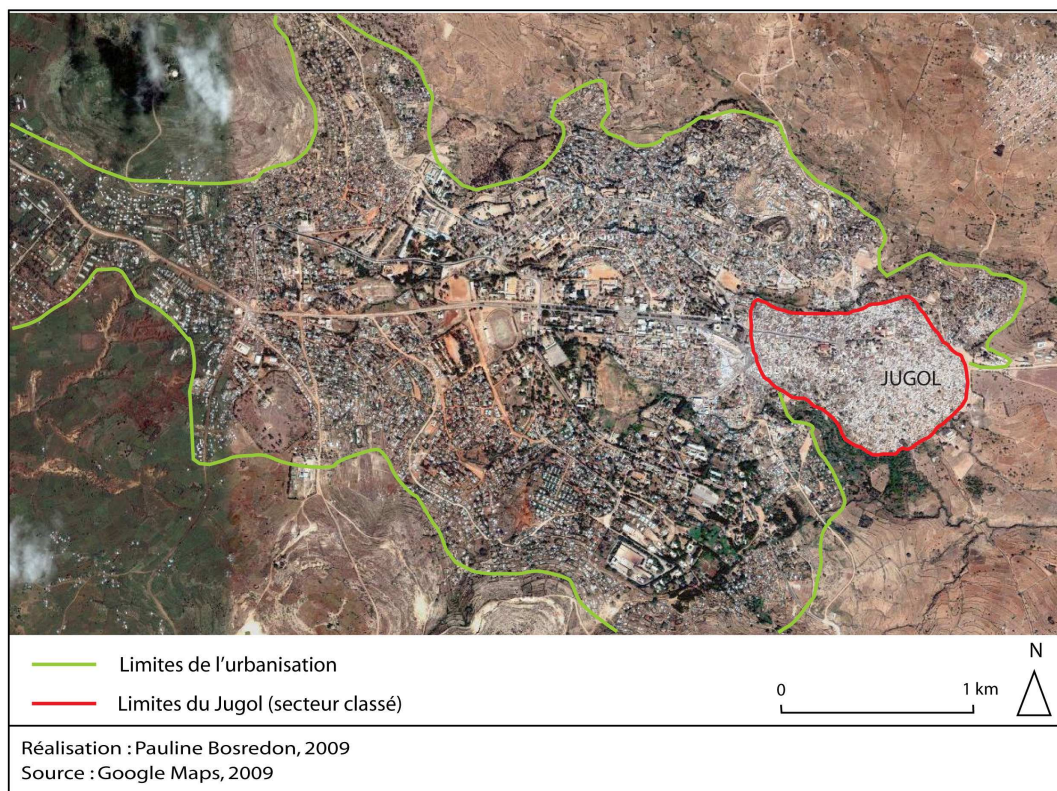 JUGOL
Limites de l'urbanisation
Limites du Jugol (secteur classé)
0
1 km
N
Réalisation : Pauline Bosredon, 2009
Source : Google Maps, 2009